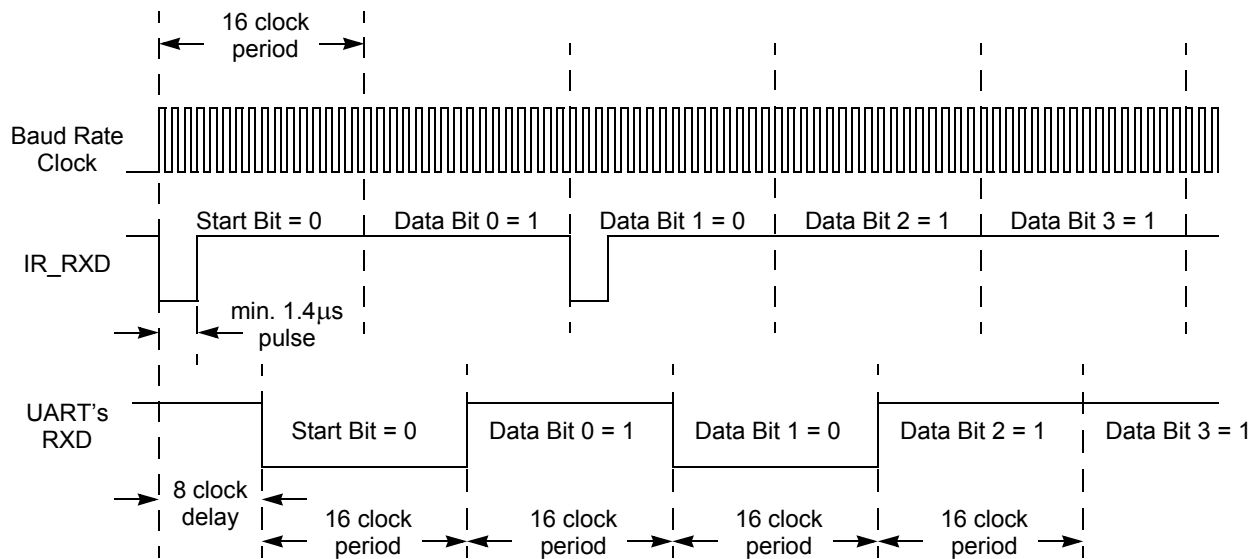 16 clock
period
Baud Rate
Clock
Start Bit = 0
Data Bit 0 = 1
Data Bit 1 = 0
Data Bit 2 = 1
Data Bit 3 = 1
IR_RXD
min. 1.4μs
pulse
UART's
RXD
Start Bit = 0
Data Bit 0 = 1
Data Bit 1 = 0
Data Bit 2 = 1
Data Bit 3 = 1
8 clock
delay
16 clock
period
16 clock
period
16 clock
period
16 clock
period